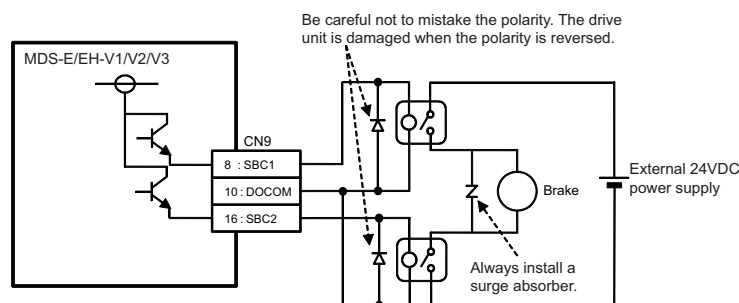 Be careful not to mistake the polarity. The drive
unit is damaged when the polarity is reversed.
MDS-E/EH-V1/V2/V3
CN9
8 : SBC1
10 : DOCOM
16 : SBC2
Brake
External 24VDC
power supply
Always install a
surge absorber.